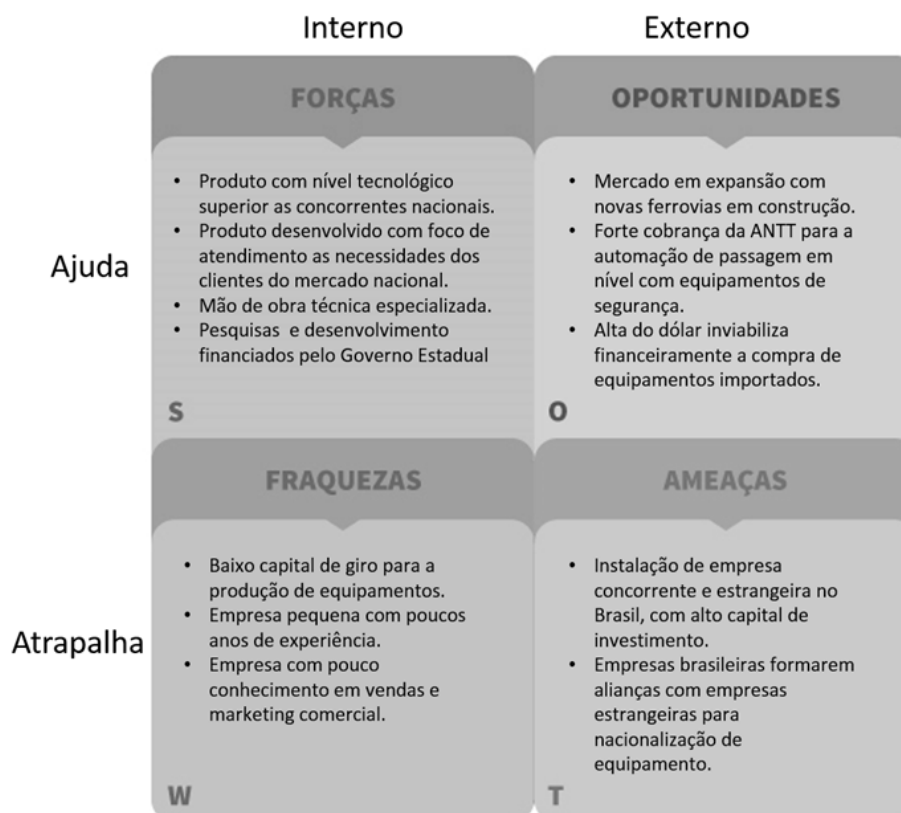 Interno
Externo
Ajuda
FORÇAS
• Produto com nível tecnológico
superior as concorrentes nacionais.
• Produto desenvolvido com foco de
atendimento as necessidades dos
clientes do mercado nacional.
• Mão de obra técnica especializada.
• Pesquisas e desenvolvimento
financiados pelo Governo Estadual
S
OPORTUNIDADES
• Mercado em expansão com
novas ferrovias em construção.
• Forte cobrança da ANTT para a
automação de passagem em
nível com equipamentos de
segurança.
• Alta do dólar inviabiliza
financeiramente a compra de
equipamentos importados.
O
Atrapalha
FRAQUEZAS
• Baixo capital de giro para a
produção de equipamentos.
• Empresa pequena com poucos
anos de experiência.
• Empresa com pouco
conhecimento em vendas e
marketing comercial.
W
AMEAÇAS
• Instalação de empresa
concorrente e estrangeira no
Brasil, com alto capital de
investimento.
• Empresas brasileiras formarem
alianças com empresas
estrangeiras para
nacionalização de
equipamento.
T